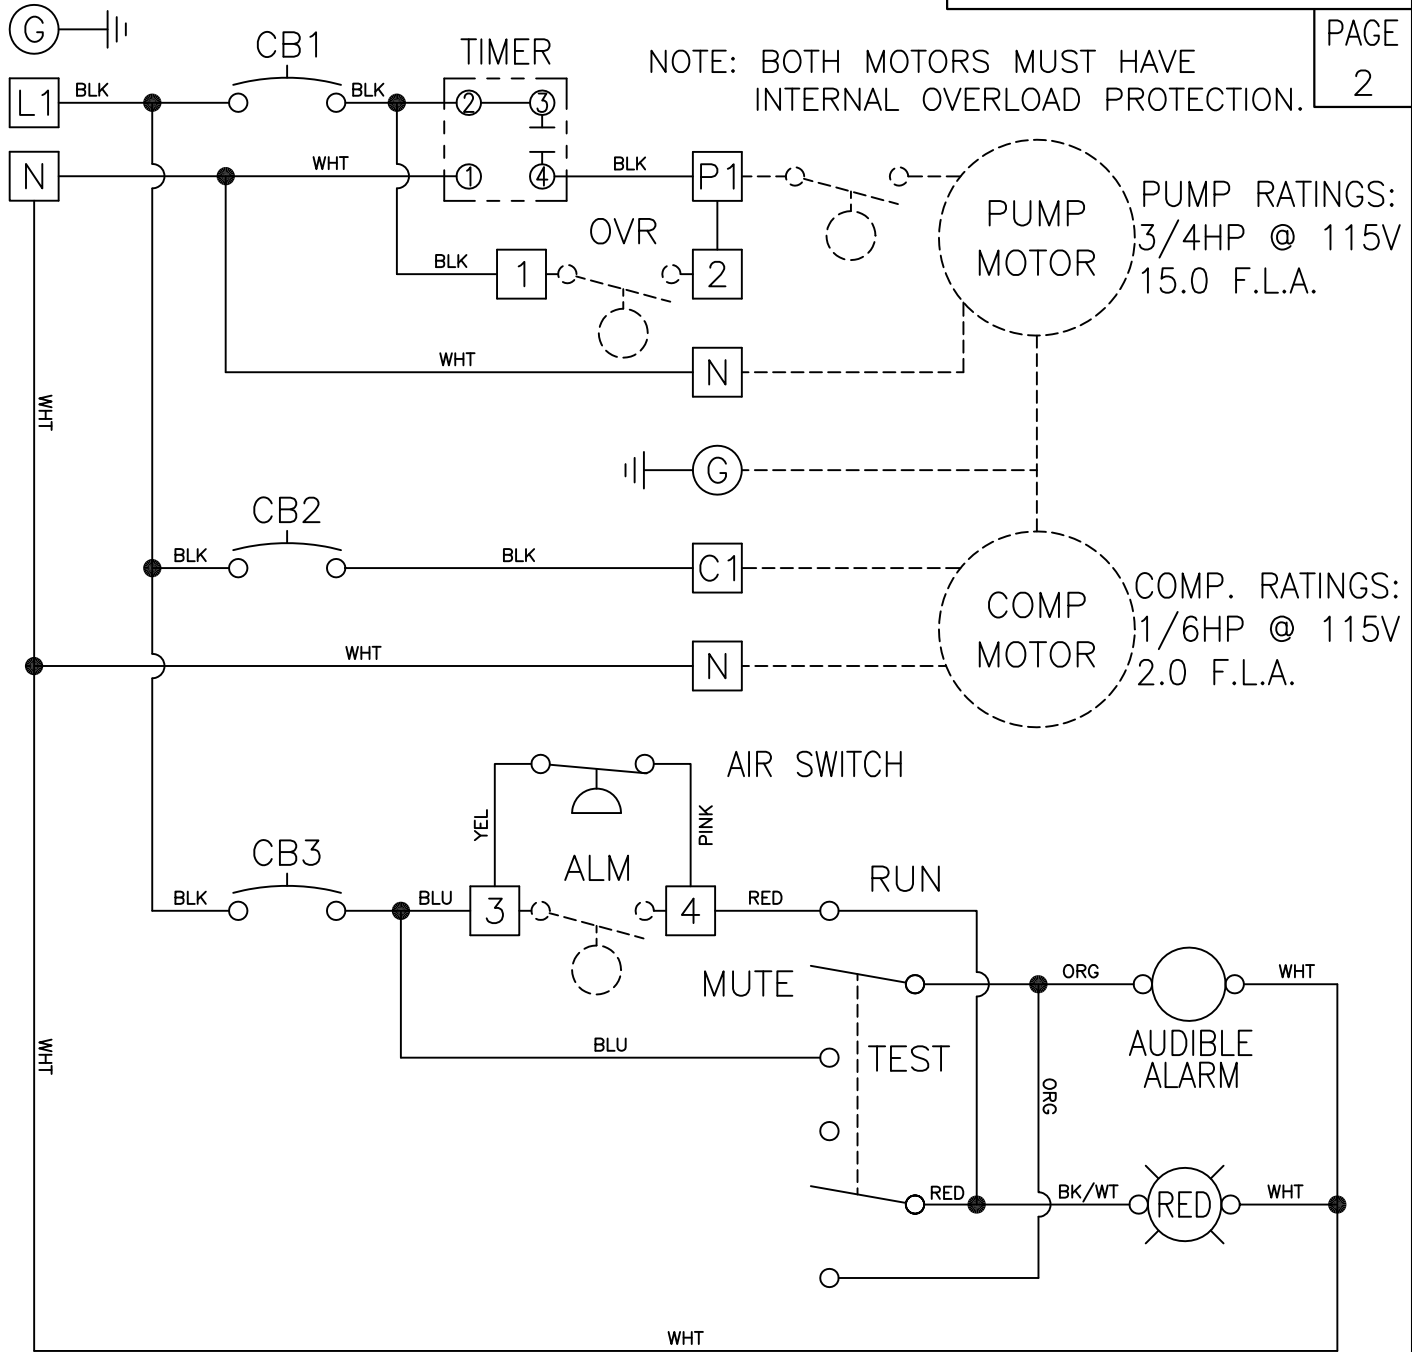 G
CB1
TIMER
NOTE: BOTH MOTORS MUST HAVE
INTERNAL OVERLOAD PROTECTION.
PAGE
2
L1
BLK
BLK
2
3
N
WHT
1
4
BLK
P1
OVR
BLK
1
2
PUMP
MOTOR
PUMP RATINGS:
3/4HP @ 115V
15.0 F.L.A.
WHT
N
WHT
G
CB2
BLK
BLK
C1
COMP
MOTOR
COMP. RATINGS:
1/6HP @ 115V
2.0 F.L.A.
WHT
N
AIR SWITCH
YEL
PINK
CB3
ALM
RUN
BLK
BLU
3
4
RED
MUTE
ORG
WHT
AUDIBLE
ALARM
WHT
BLU
TEST
ORG
RED
BK/WT
RED
WHT
WHT